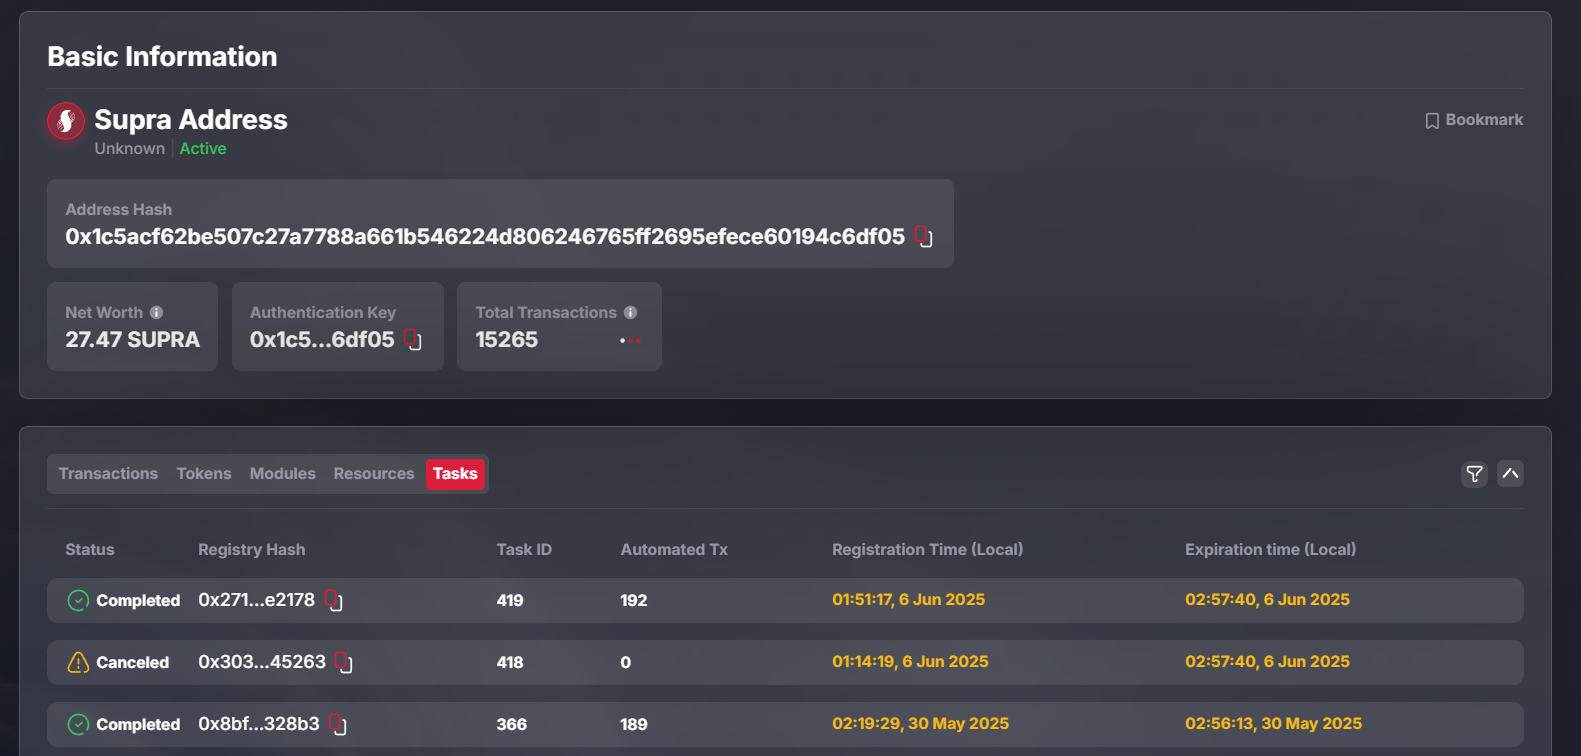 Basic Information
Supra Address
Unknown Active
Bookmark
Address Hash
0x1c5acf62be507c27a7788a661b546224d806246765ff2695efece60194c6df05
Net Worth
27.47 SUPRA
Authentication Key
0x1c5...6df05
Total Transactions
15265
Transactions Tokens Modules Resources Tasks
Status Registry Hash Task ID Automated Tx Registration Time (Local) Expiration time (Local)
Completed 0x271...e2178 419 192 01:51:17, 6 Jun 2025 02:57:40, 6 Jun 2025
Canceled 0x303...45263 418 0 01:14:19, 6 Jun 2025 02:57:40, 6 Jun 2025
Completed 0x8bf...328b3 366 189 02:19:29, 30 May 2025 02:56:13, 30 May 2025